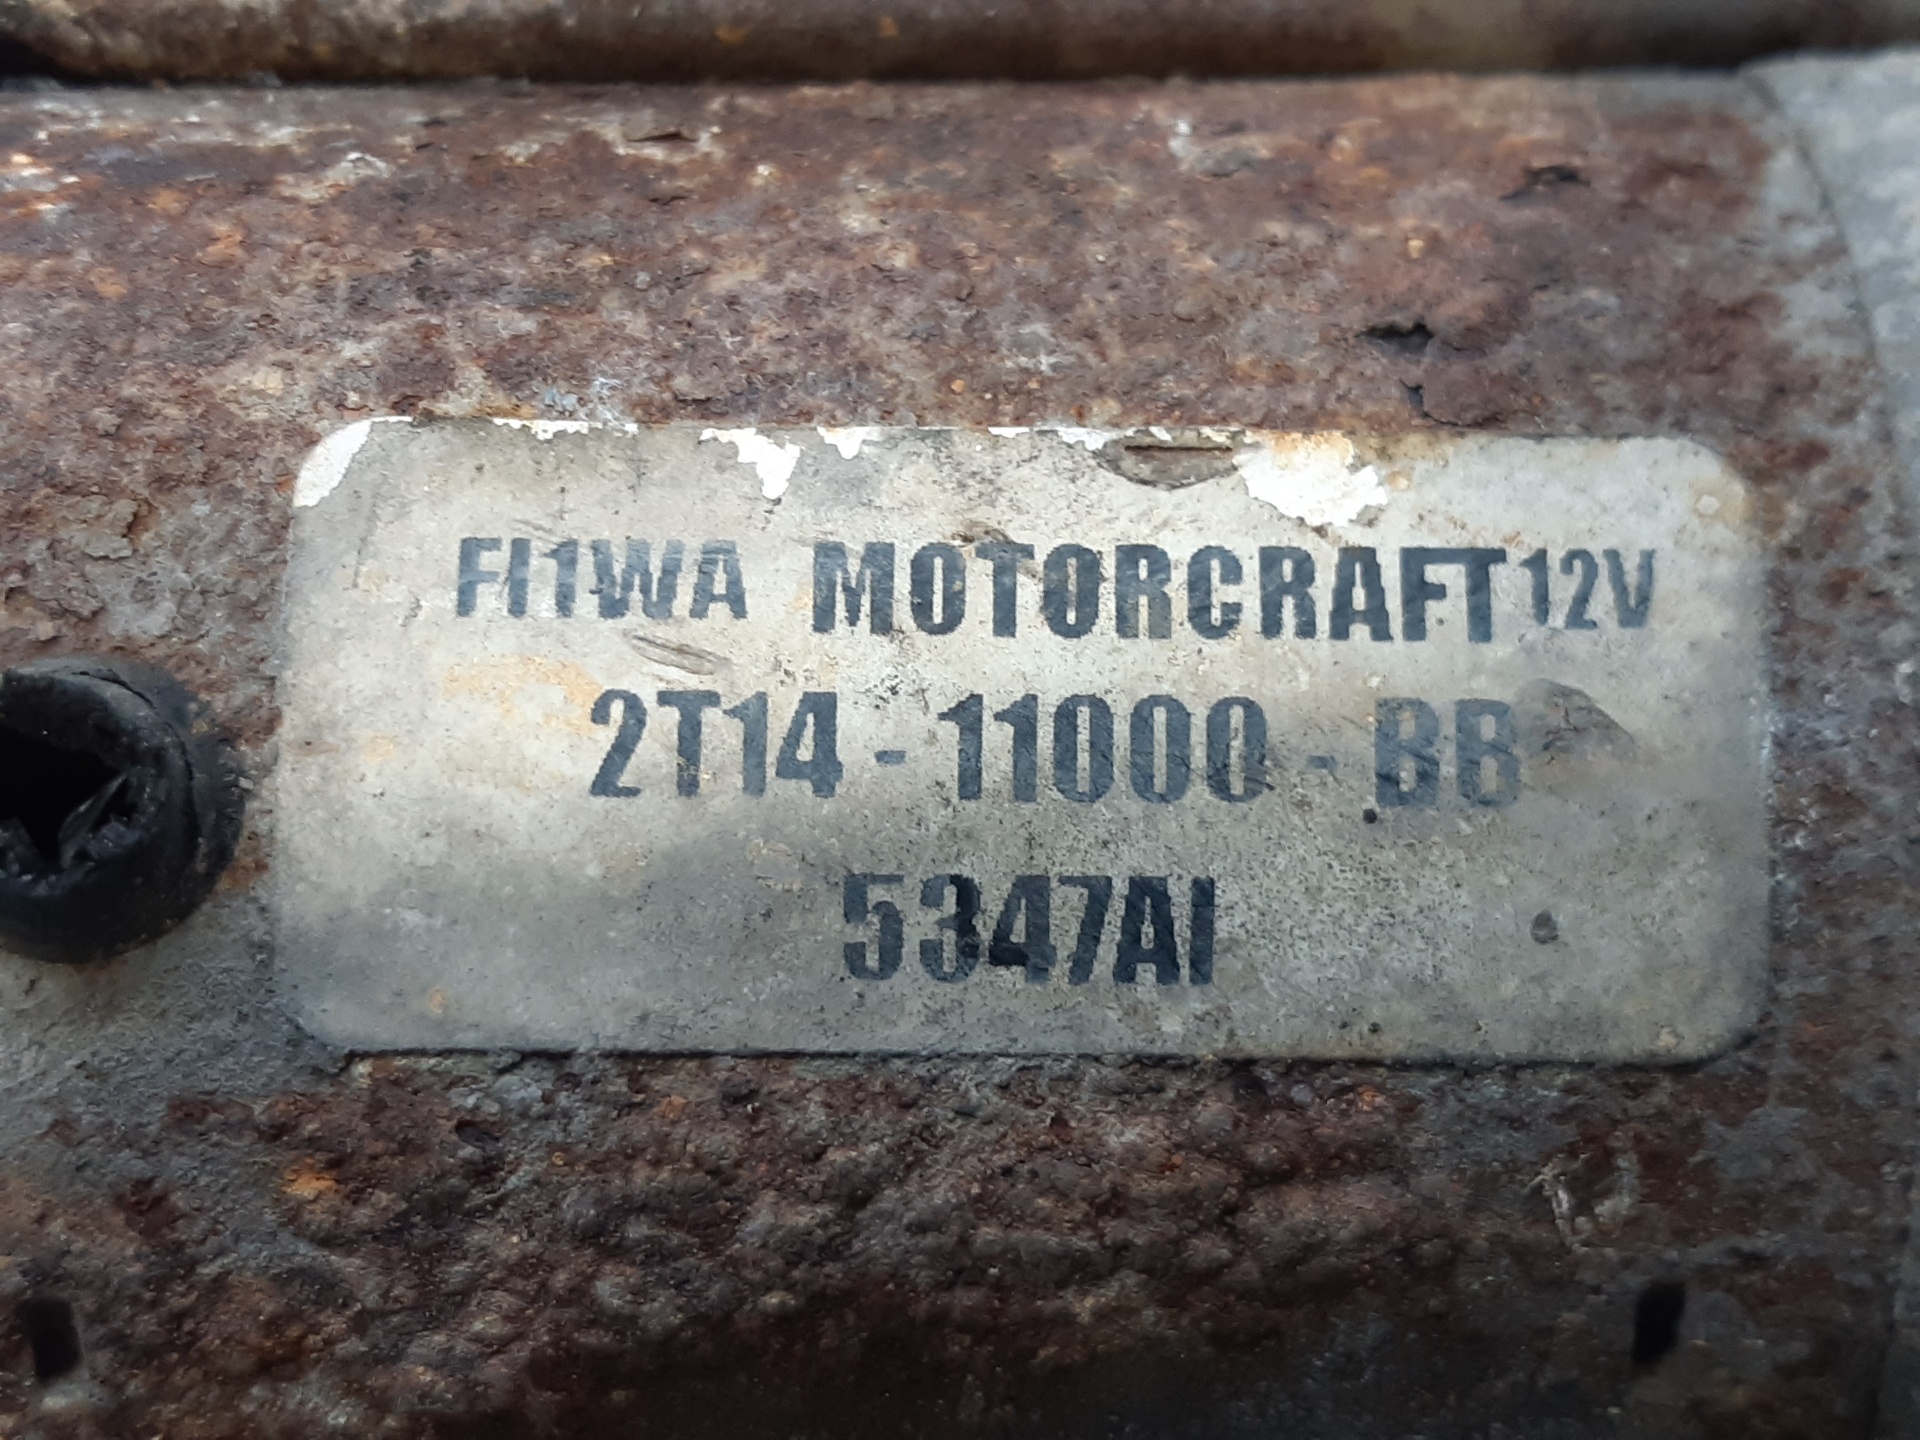 FI1WA MOTORCRAFT 12V
2T14-11000-BB
5347AI